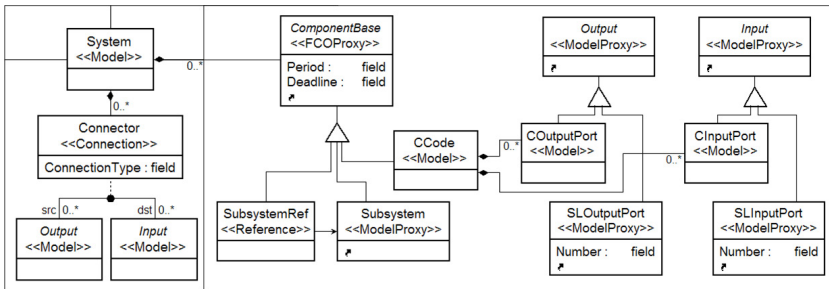 System
<<Model>>
0..*
0..*
Connector
<<Connection>>
ConnectionType : field
src 0..*
dst 0..*
Output
<<Model>>
Input
<<Model>>
ComponentBase
<<FCOProxy>>
Period : field
Deadline : field
SubsystemRef
<<Reference>>
Subsystem
<<ModelProxy>>
CCode
<<Model>>
0..*
0..*
Output
<<ModelProxy>>
COutputPort
<<Model>>
SLOutputPort
<<ModelProxy>>
Number : field
Input
<<ModelProxy>>
CInputPort
<<Model>>
SLInputPort
<<ModelProxy>>
Number : field